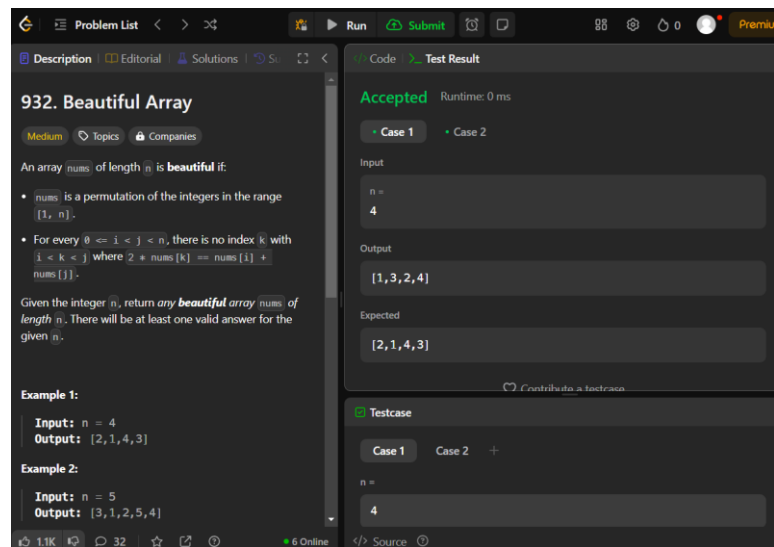 Problem List
Run
Submit
0
Premiu
Description
Editorial
Solutions
Code
Test Result
932. Beautiful Array
Medium
Topics
Companies
An array nums of length n is beautiful if:
• nums is a permutation of the integers in the range
[1, n].
• For every 0 <= i < j < n, there is no index k with
i < k < j where 2 * nums[k] == nums[i] +
nums[j].
Given the integer n, return any beautiful array nums of
length n. There will be at least one valid answer for the
given n.
Example 1:
Input: n = 4
Output: [2,1,4,3]
Example 2:
Input: n = 5
Output: [3,1,2,5,4]
1.1K
32
6 Online
Accepted
Runtime: 0 ms
• Case 1
• Case 2
Input
n =
4
Output
[1,3,2,4]
Expected
[2,1,4,3]
Contribute a testcase
Testcase
Case 1
Case 2
n =
4
Source